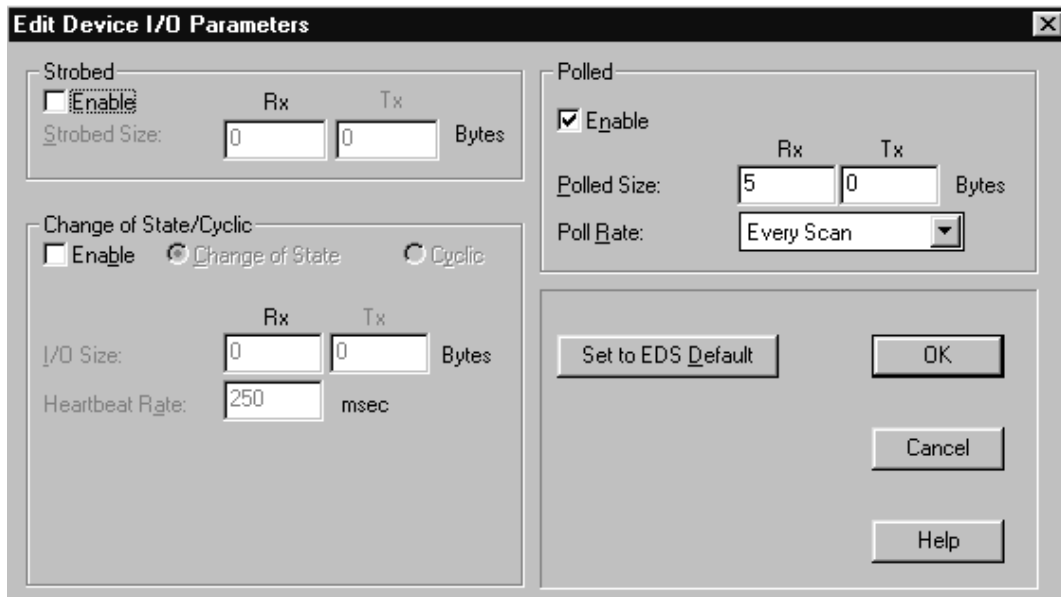 Edit Device I/O Parameters
Strobed
Enable
Rx Tx
Strobed Size: 0 0 Bytes
Change of State/Cyclic
Enable Change of State Cyclic
Rx Tx
I/O Size: 0 0 Bytes
Heartbeat Rate: 250 msec
Polled
Enable
Rx Tx
Polled Size: 5 0 Bytes
Poll Rate: Every Scan
Set to EDS Default
OK
Cancel
Help